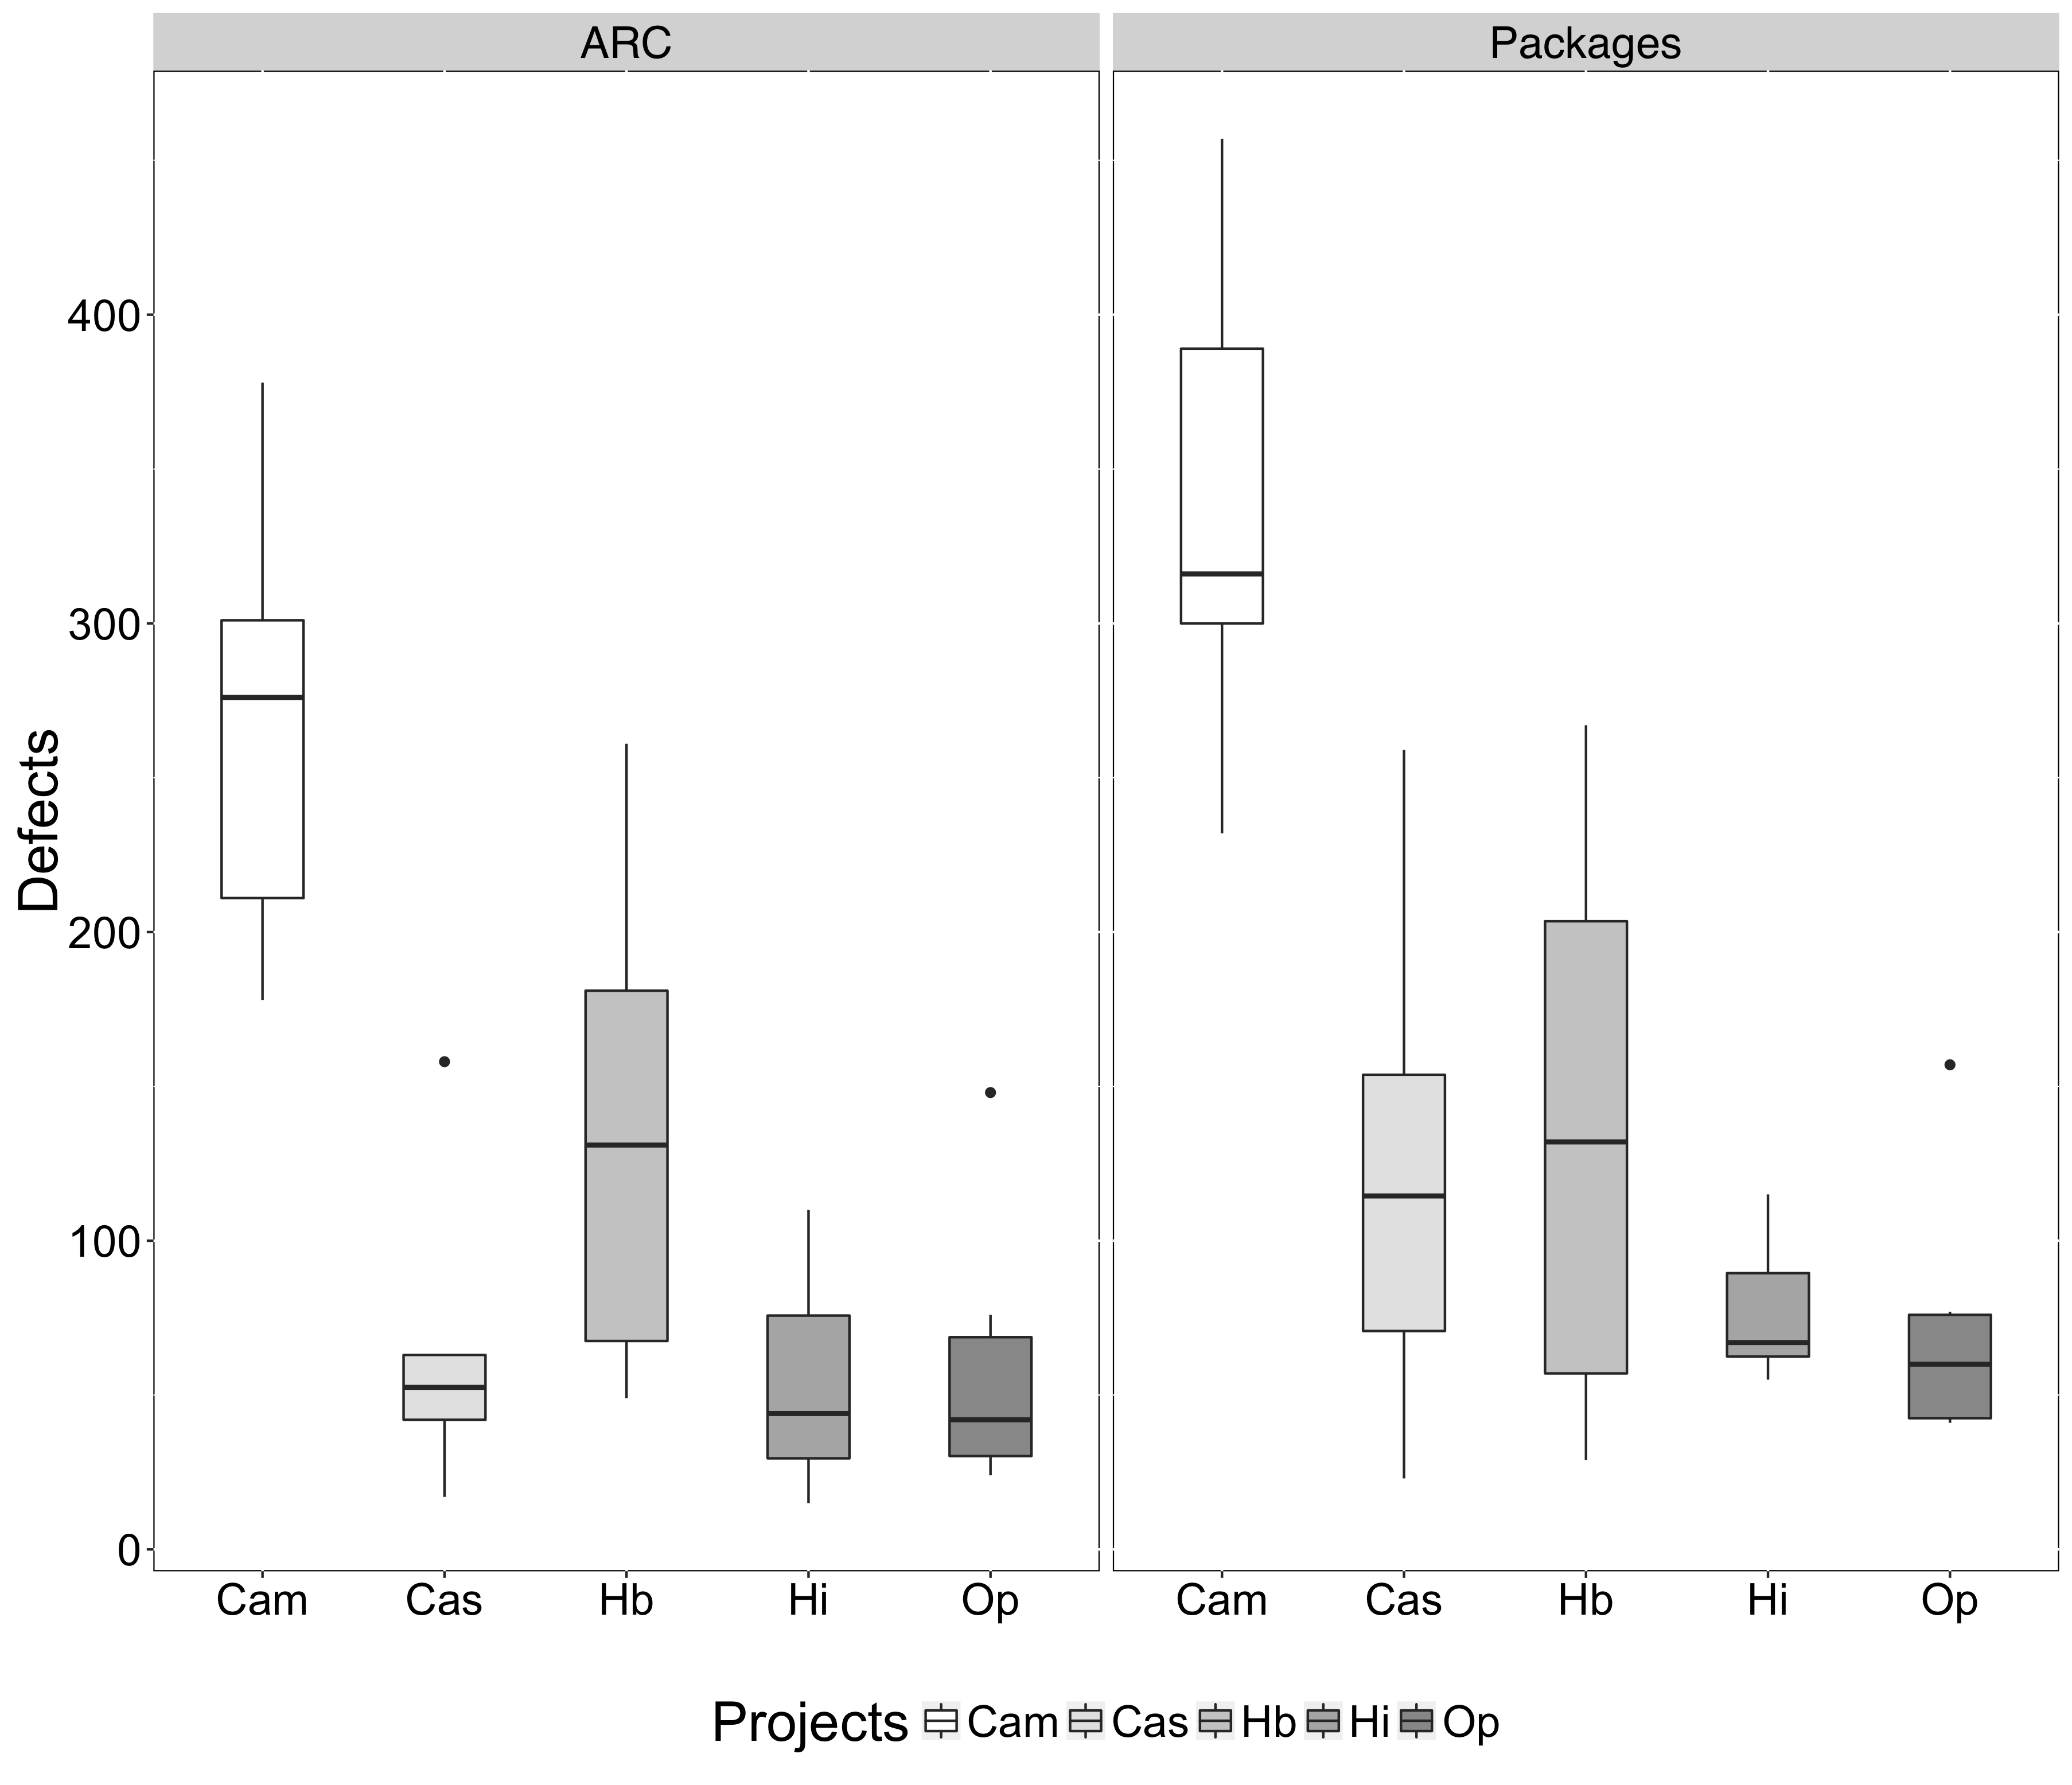 ARC Packages
Defects
400
300
200
100
0
Cam Cas Hb Hi Op Cam Cas Hb Hi Op
Projects Cam Cas Hb Hi Op